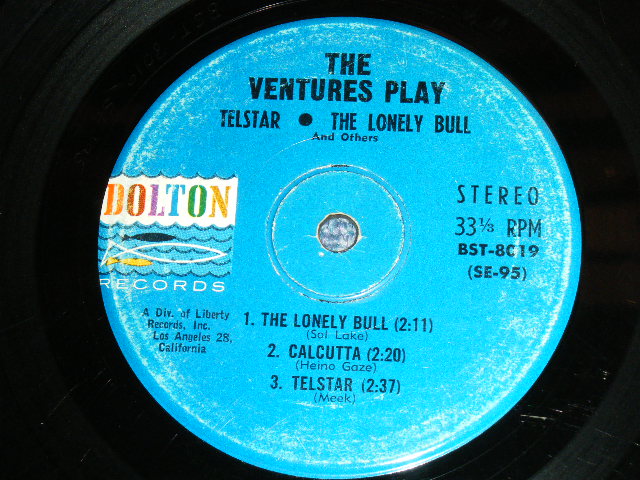 THE
VENTURES PLAY
TELSTAR ● THE LONELY BULL
And Others
DOLTON
RECORDS
STEREO
33⅓ RPM
BST-8019
(SE-95)
A Div. of Liberty
Records, Inc.
Los Angeles 28,
California
1. THE LONELY BULL (2:11)
(Sol Lake)
2. CALCUTTA (2:20)
(Heino Gaze)
3. TELSTAR (2:37)
(Meek)